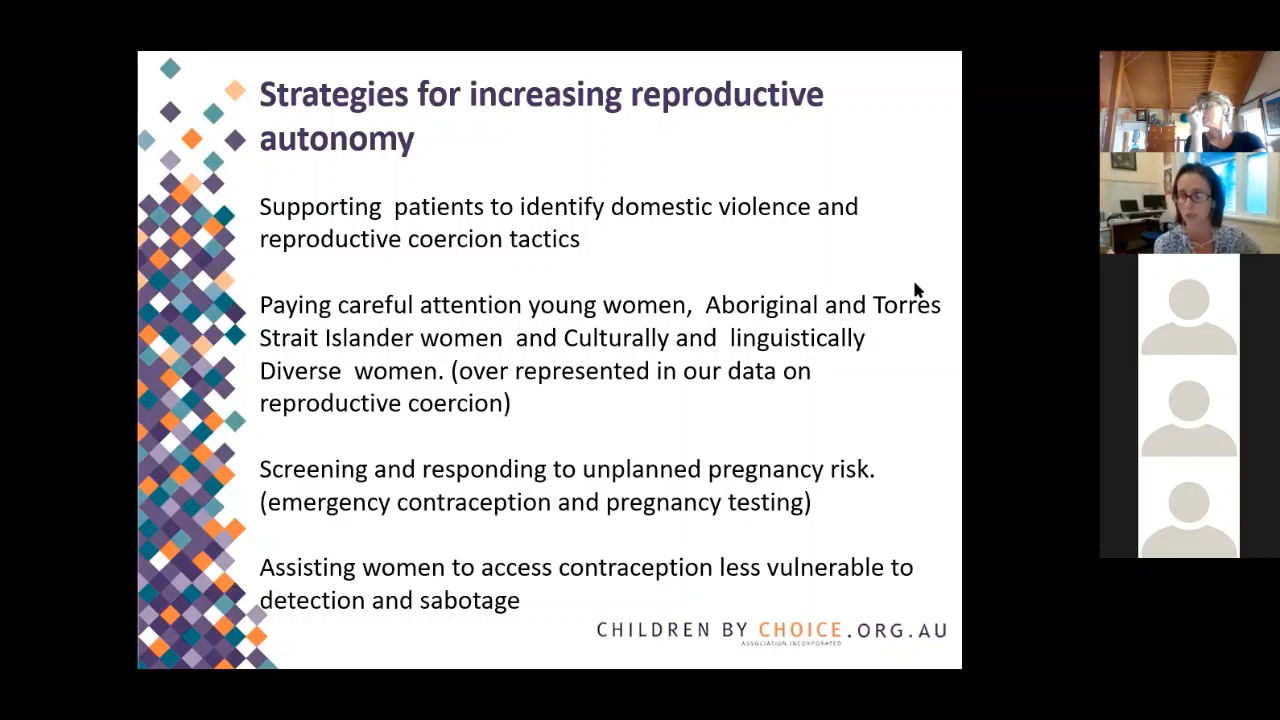 Strategies for increasing reproductive
autonomy
Supporting  patients to identify domestic violence and
reproductive coercion tactics
Paying careful attention young women,  Aboriginal and Torres
Strait Islander women  and Culturally and  linguistically
Diverse  women. (over represented in our data on
reproductive coercion)
Screening and responding to unplanned pregnancy risk.
(emergency contraception and pregnancy testing)
Assisting women to access contraception less vulnerable to
detection and sabotage
CHILDREN BY CHOICE.ORG.AU
ASSOCIATION INCORPORATED